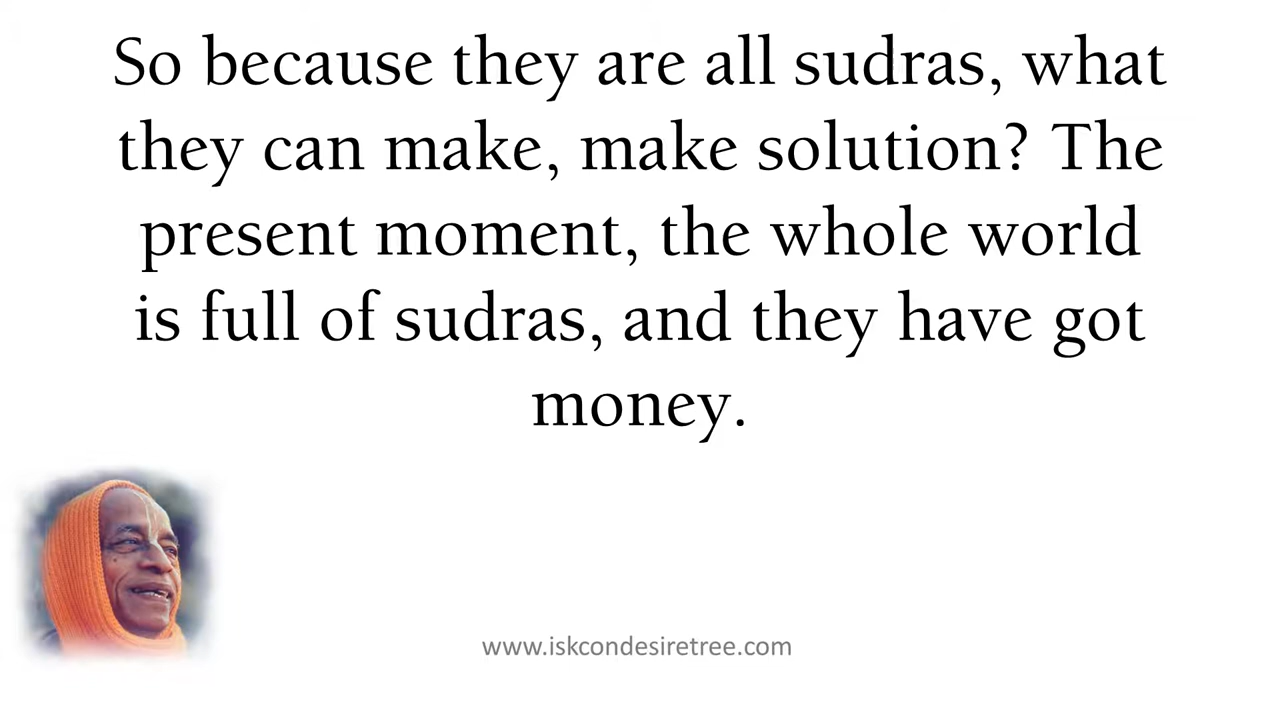 So because they are all sudras, what
they can make, make solution? The
present moment, the whole world
is full of sudras, and they have got
money.
www.iskcondesiretree.com